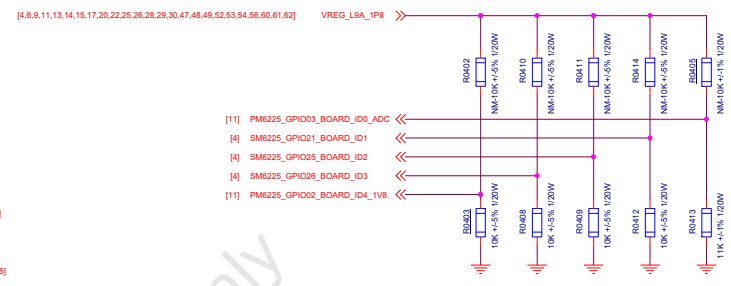 [4,6,9,11,13,14,15,17,20,22,25,26,28,29,30,47,48,49,52,53,54,56,60,61,62] VREG_L9A_1P8
R0402 NM-10K +/-5% 1/20W
R0410 NM-10K +/-5% 1/20W
R0411 NM-10K +/-5% 1/20W
R0414 NM-10K +/-5% 1/20W
R0405 NM-10K +/-1% 1/20W
[11] PM6225_GPIO03_BOARD_ID0_ADC
[4] SM6225_GPIO21_BOARD_ID1
[4] SM6225_GPIO25_BOARD_ID2
[4] SM6225_GPIO26_BOARD_ID3
[11] PM6225_GPIO02_BOARD_ID4_1V8
R0403 10K +/-5% 1/20W
R0408 10K +/-5% 1/20W
R0409 10K +/-5% 1/20W
R0412 10K +/-5% 1/20W
R0413 11K +/-1% 1/20W
]
5]
nly